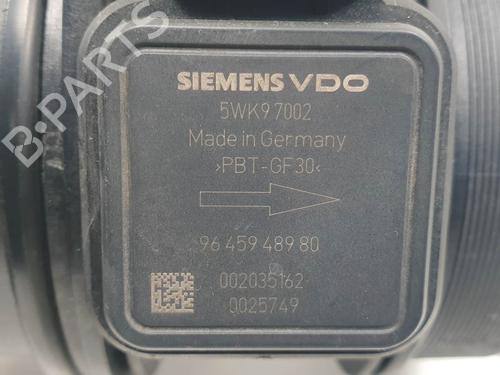 B-PARTS
SIEMENS VDO
5WK9 7002
Made in Germany
>PBT-GF30<
96 459 489 80
002035162
0025749